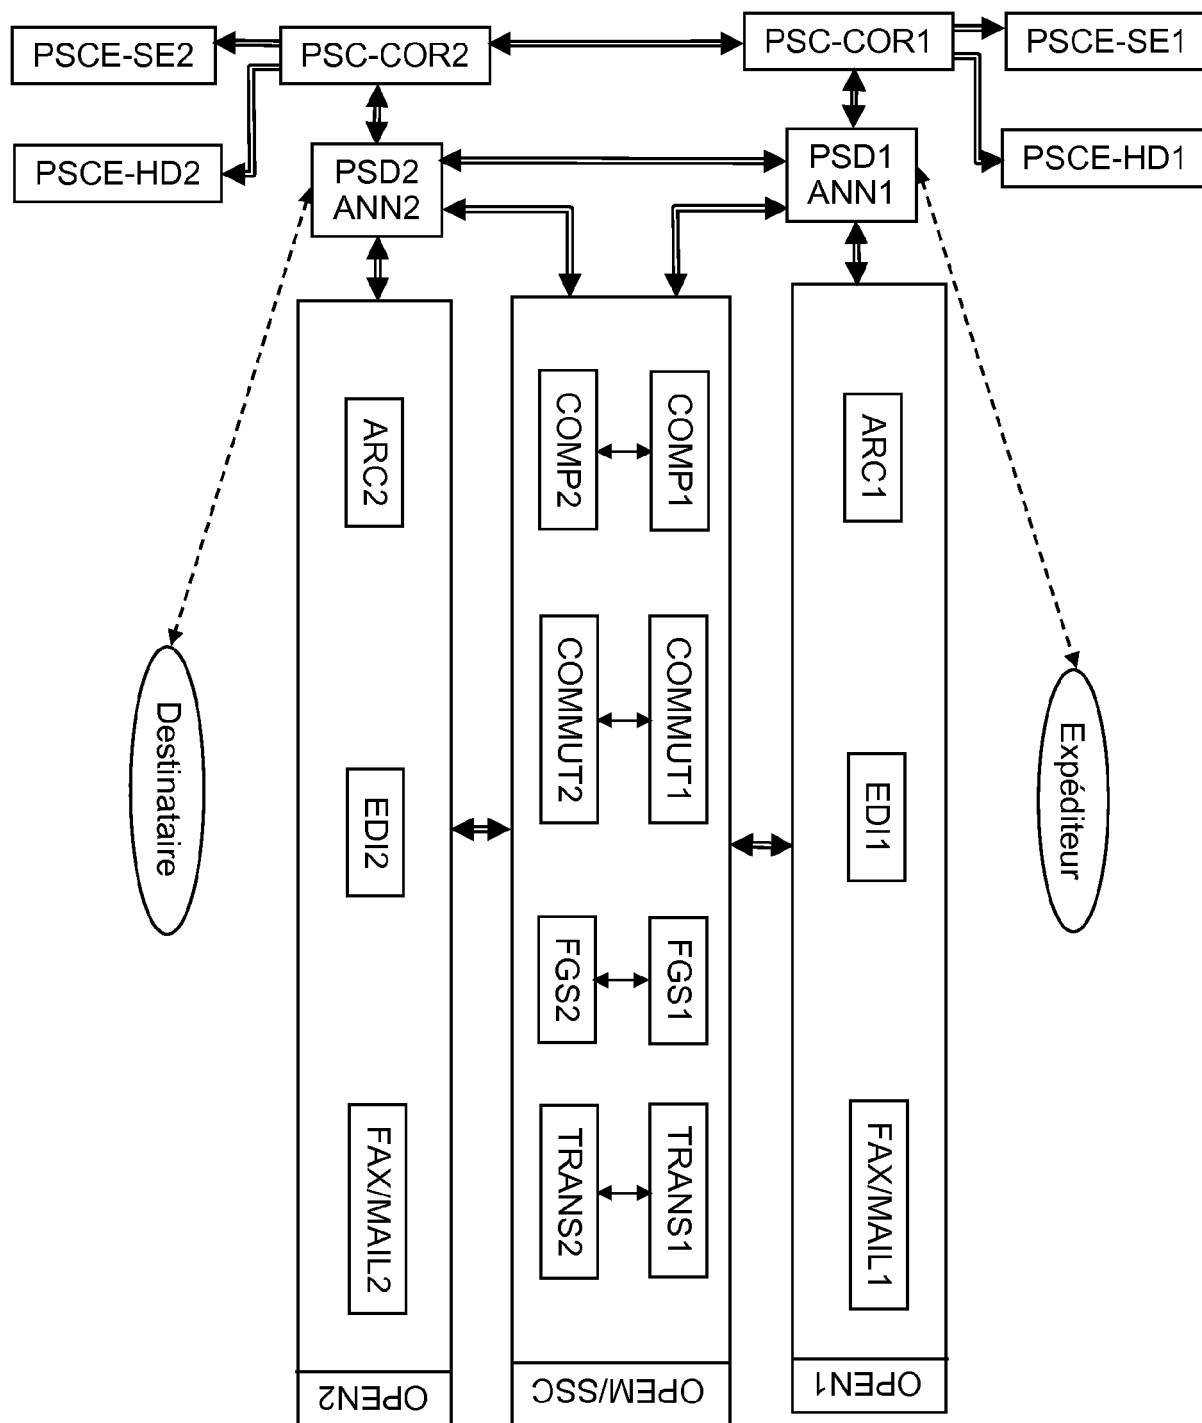 PSCE-SE2
PSC-COR2
PSC-COR1
PSCE-SE1
PSCE-HD2
PSD2
ANN2
PSD1
ANN1
PSCE-HD1
ARC2
COMP2
COMP1
ARC1
Destinataire
EDI2
COMMUT2
COMMUT1
EDI1
Expéditeur
FGS2
FGS1
FAX/MAIL2
TRANS2
TRANS1
FAX/MAIL1
OPEN2
OPEM/SSC
OPEN1